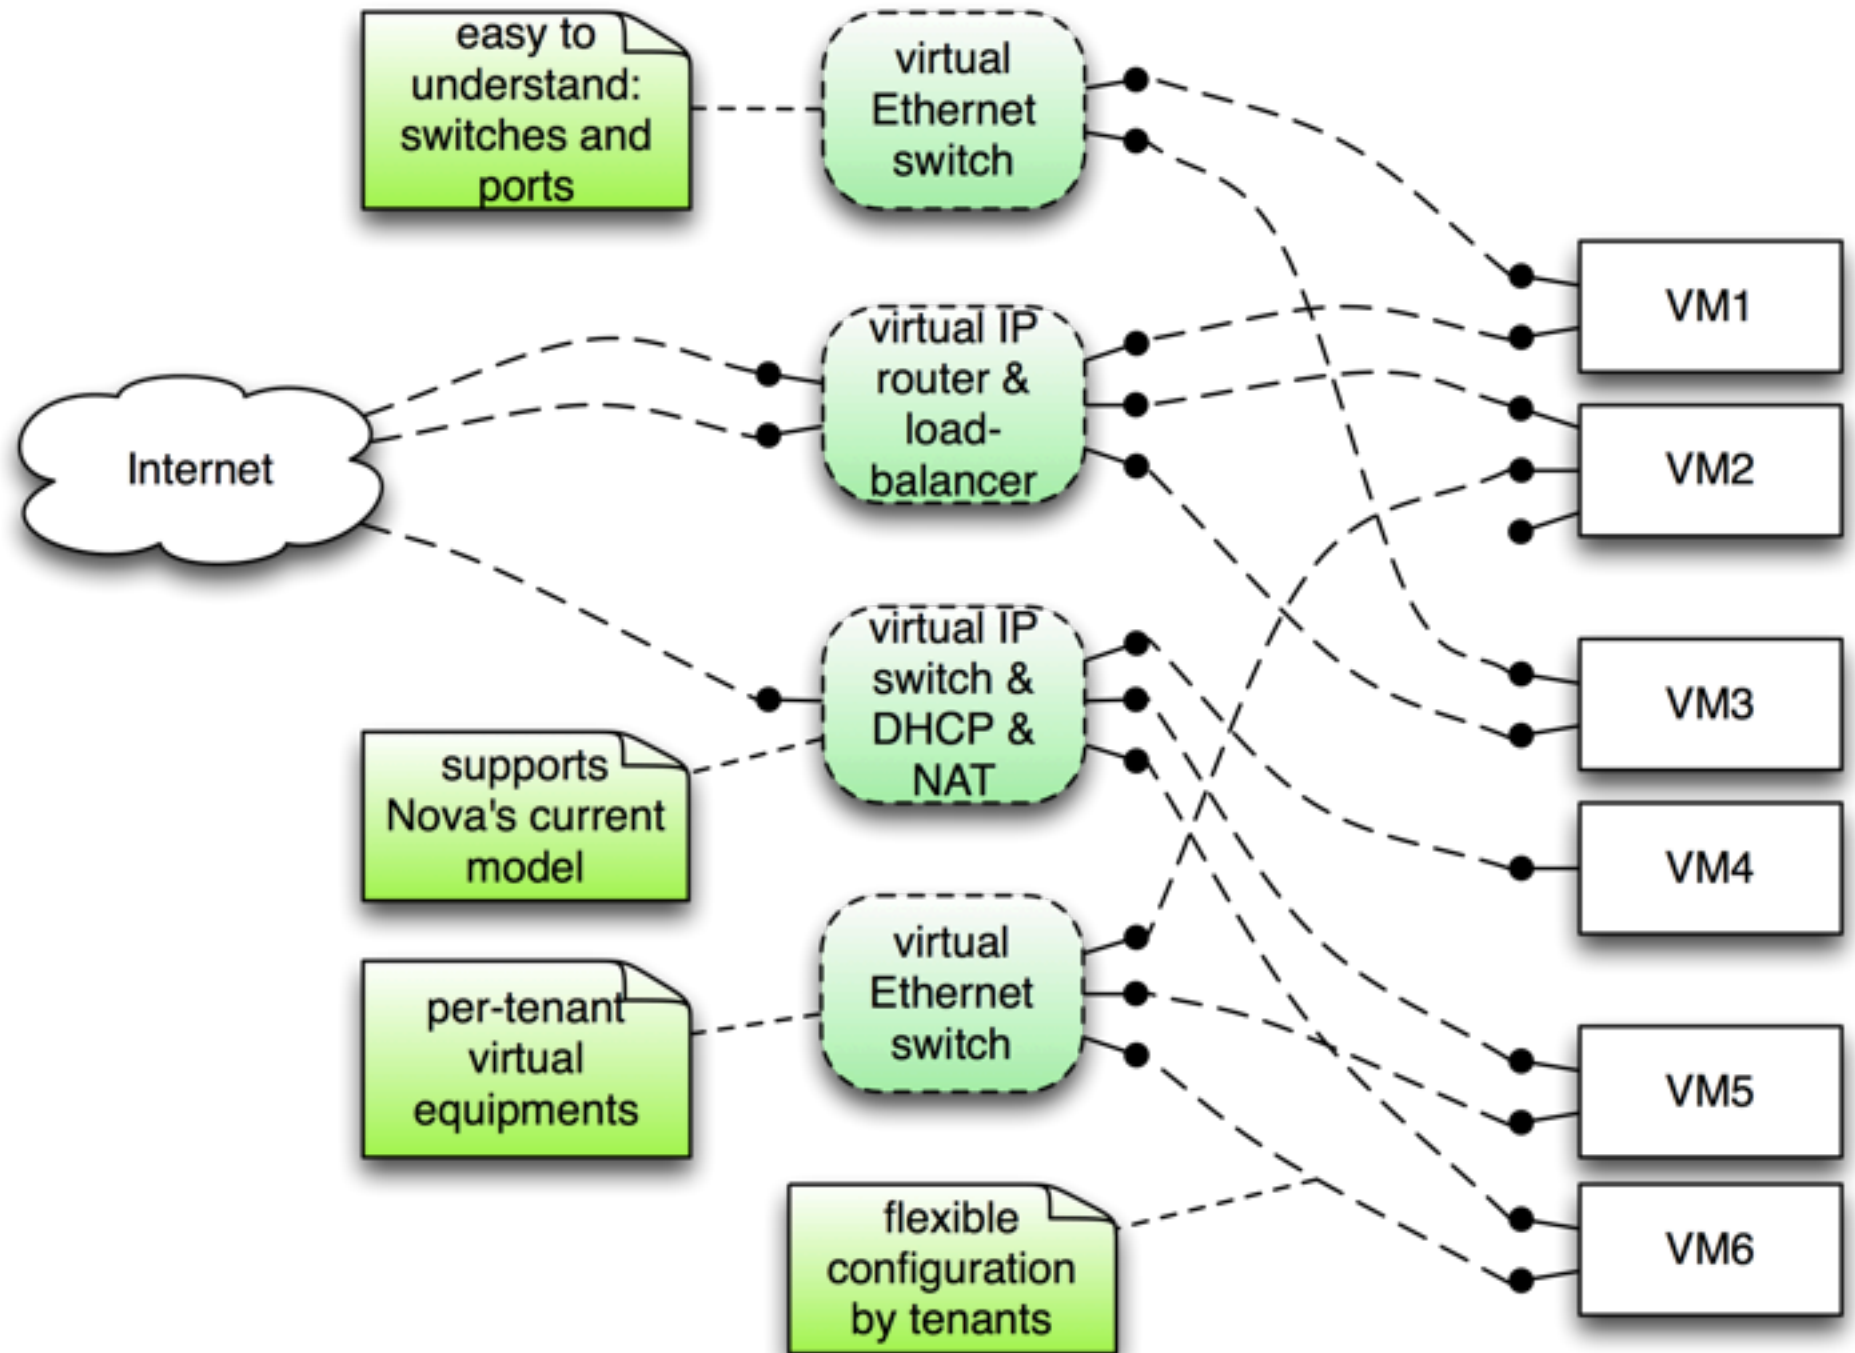 easy to
understand:
switches and
ports
virtual
Ethernet
switch
VM1
virtual IP
router &
load-
balancer
Internet
VM2
virtual IP
switch &
DHCP &
NAT
VM3
supports
Nova's current
model
VM4
virtual
Ethernet
switch
per-tenant
virtual
equipments
VM5
flexible
configuration
by tenants
VM6